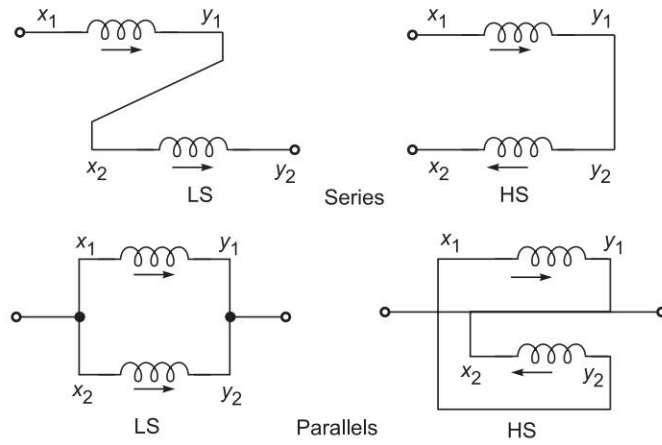 x1 y1 x1 y1
x2 y2 x2 y2
LS Series HS
x1 y1 x1 y1
x2 y2 x2 y2
LS Parallels HS